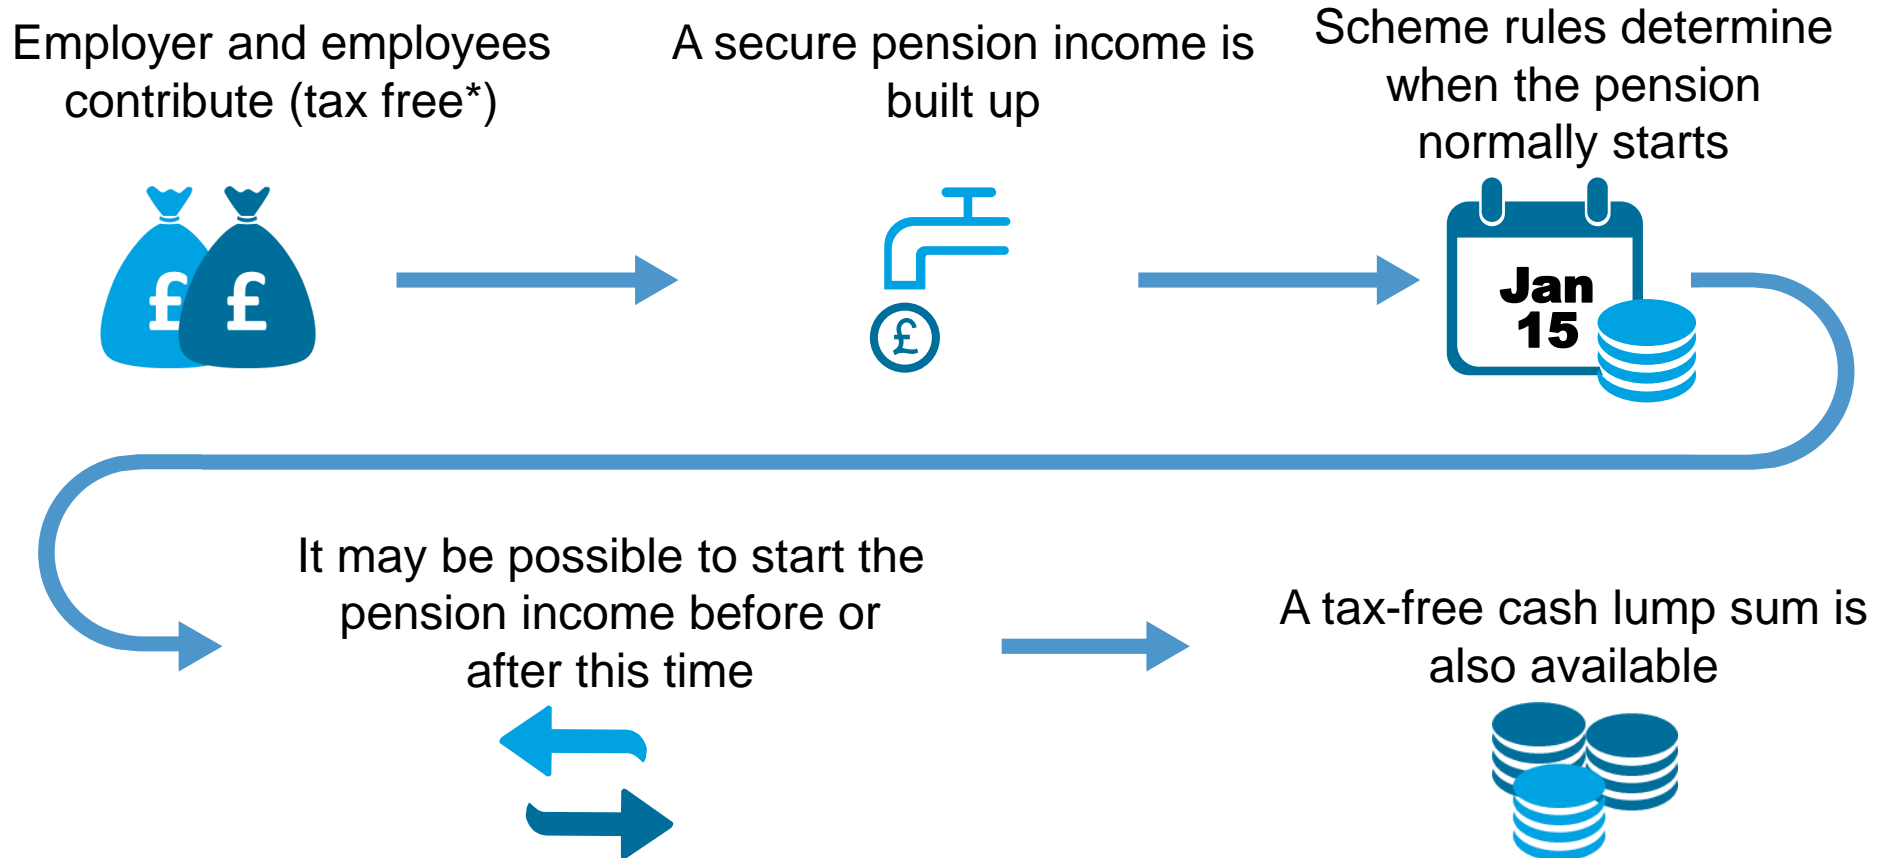 Employer and employees
contribute (tax free*)
A secure pension income is
built up
Scheme rules determine
when the pension
normally starts
£
£
£
Jan
15
It may be possible to start the
pension income before or
after this time
A tax-free cash lump sum is
also available